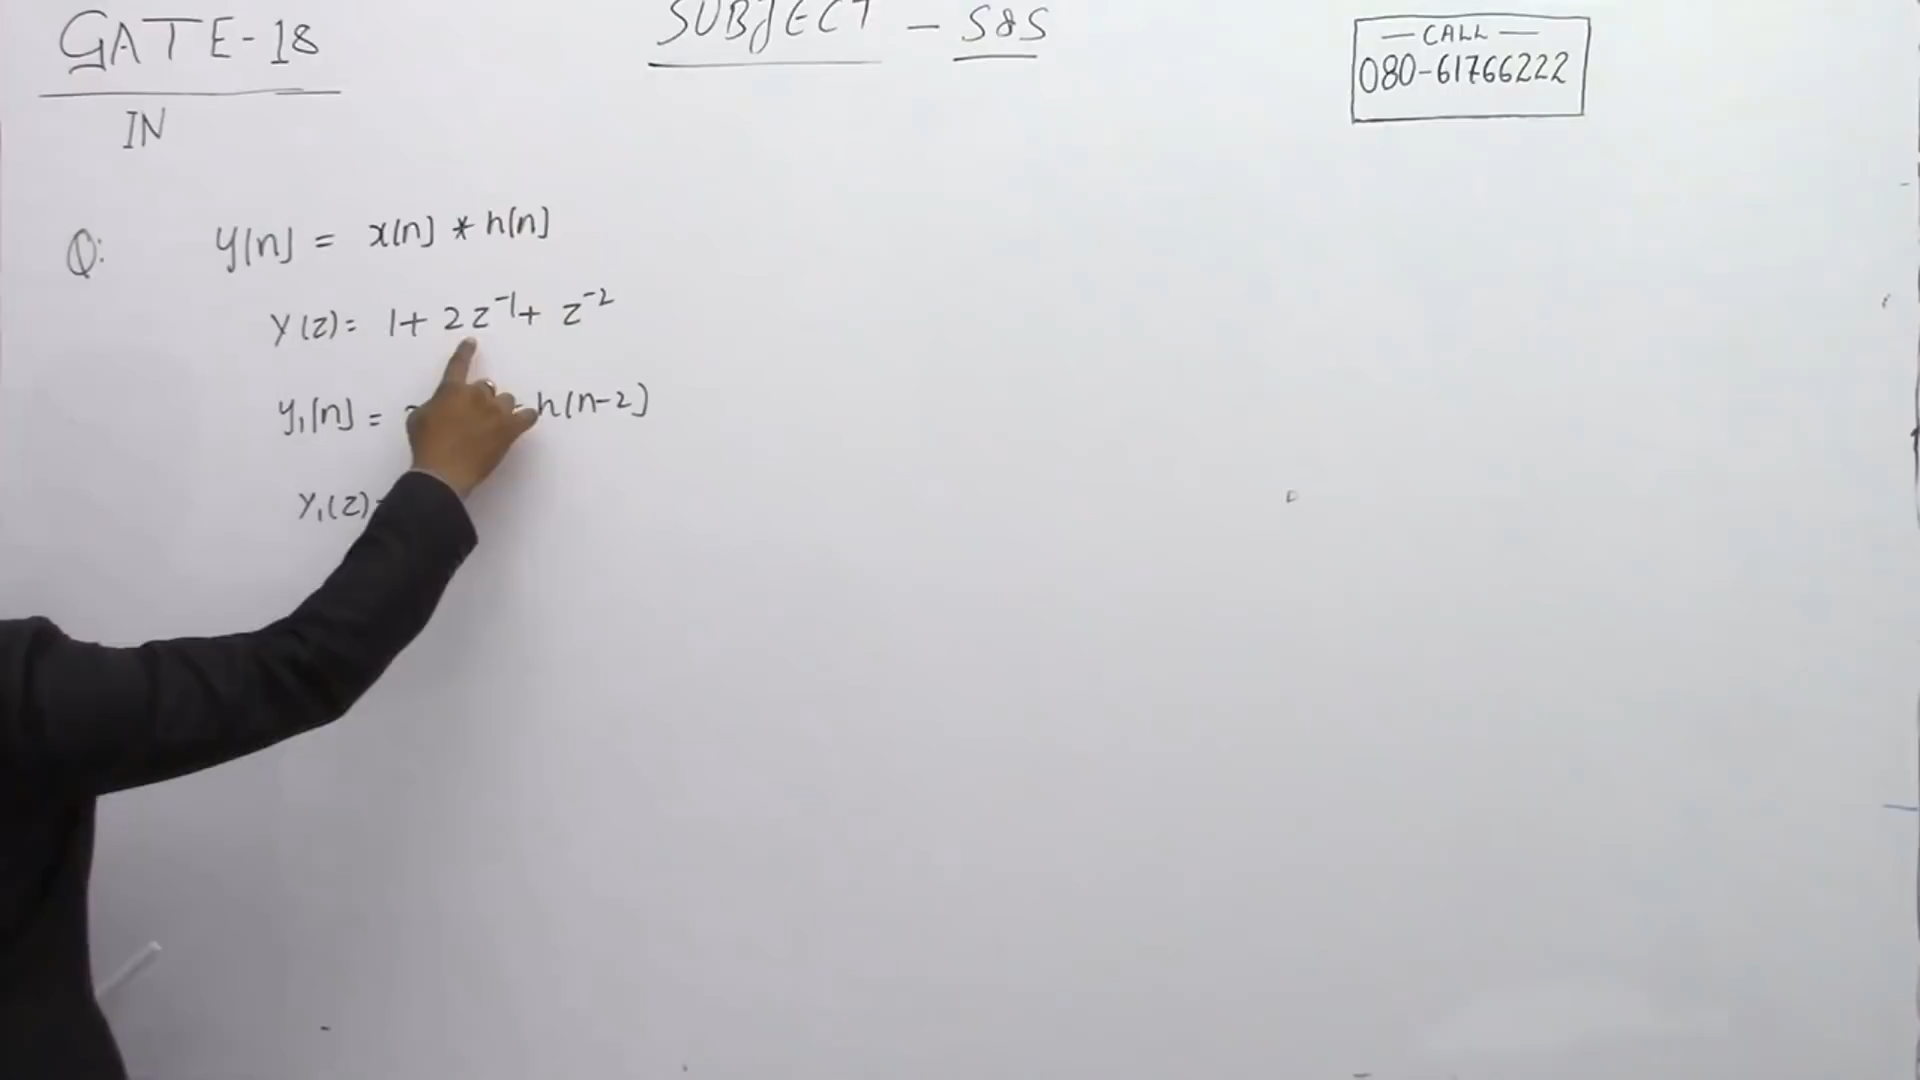 GATE-18
IN
SUBJECT - S&S
CALL
080-61766222
Q: y[n] = x[n] * h[n]
Y(z) = 1 + 2z⁻¹ + z⁻²
y₁[n] = h(n-2)
Y₁(z)